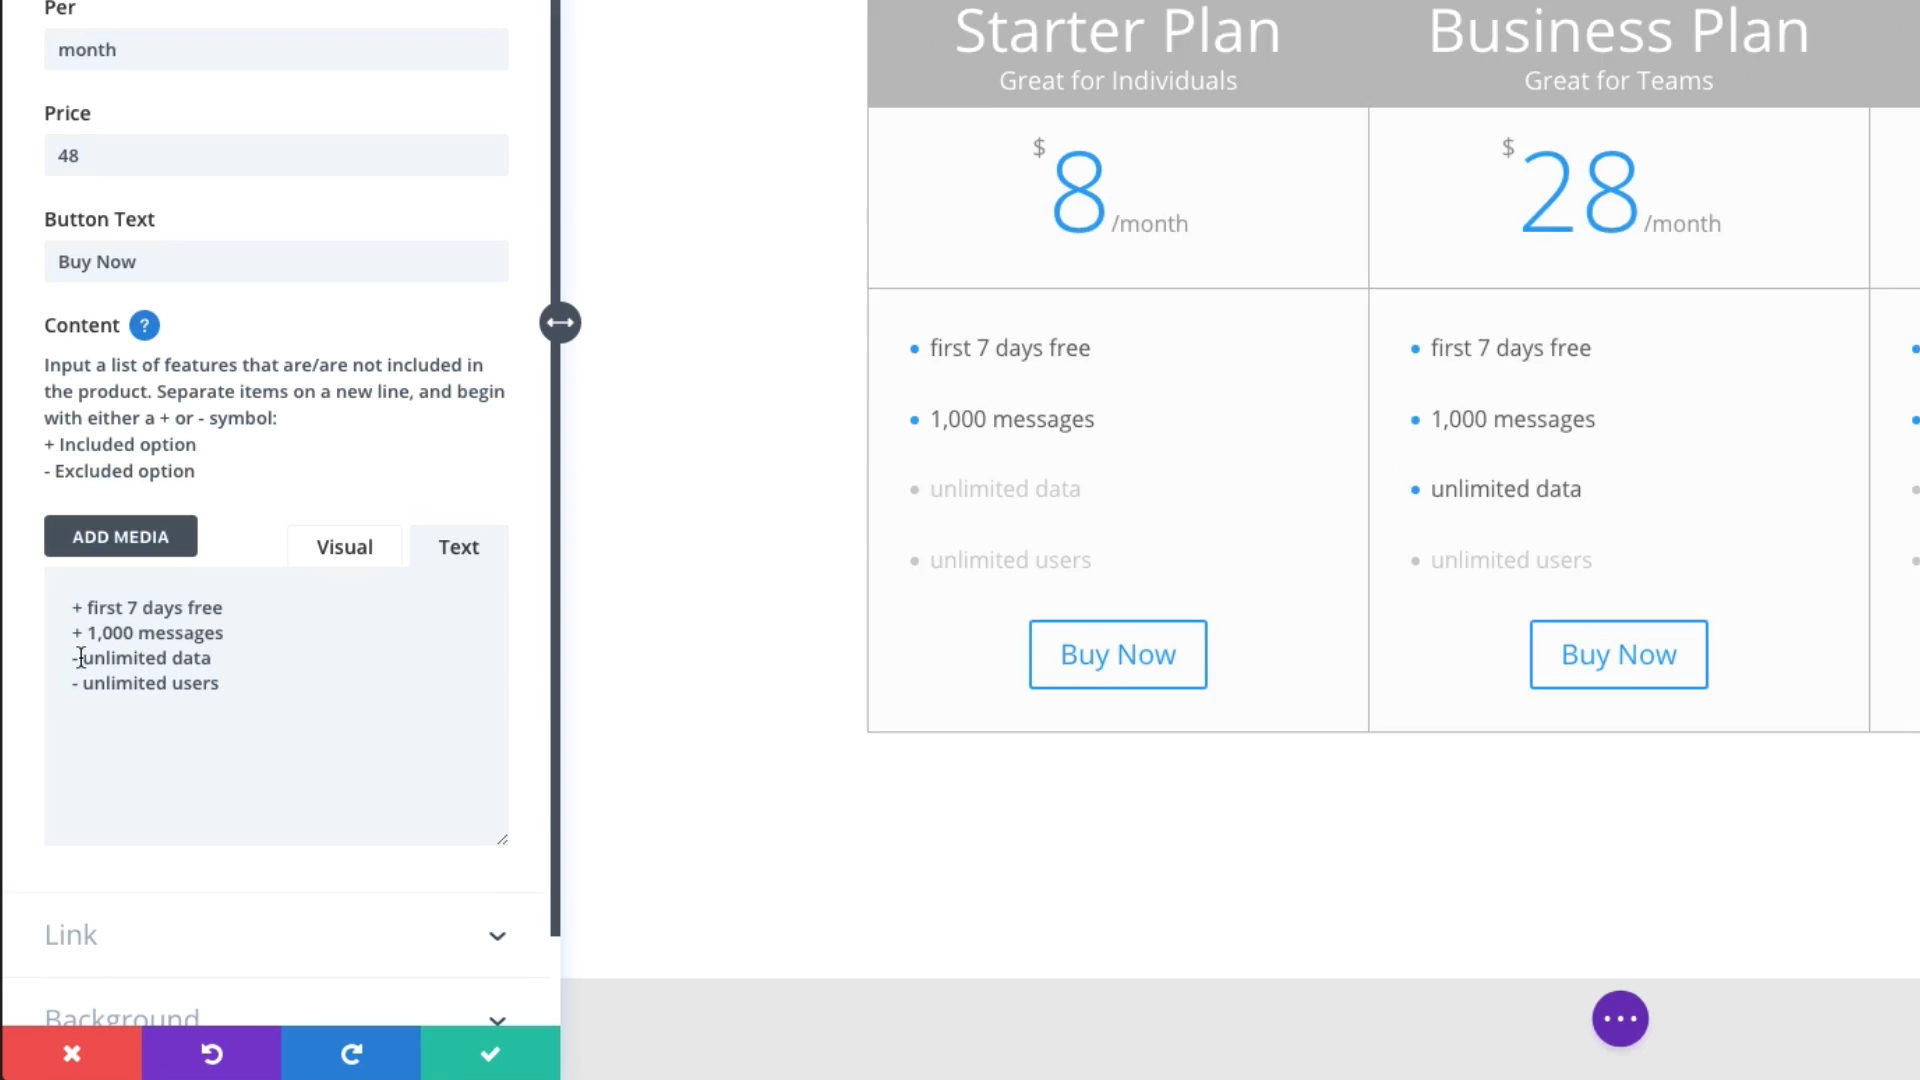 Per
month
Price
48
Button Text
Buy Now
Content ?
Input a list of features that are/are not included in
the product. Separate items on a new line, and begin
with either a + or - symbol:
+ Included option
- Excluded option
ADD MEDIA
Visual
Text
+ first 7 days free
+ 1,000 messages
- unlimited data
- unlimited users
Link
Background
Starter Plan
Great for Individuals
$
8
/month
first 7 days free
1,000 messages
unlimited data
unlimited users
Buy Now
Business Plan
Great for Teams
$
28
/month
first 7 days free
1,000 messages
unlimited data
unlimited users
Buy Now